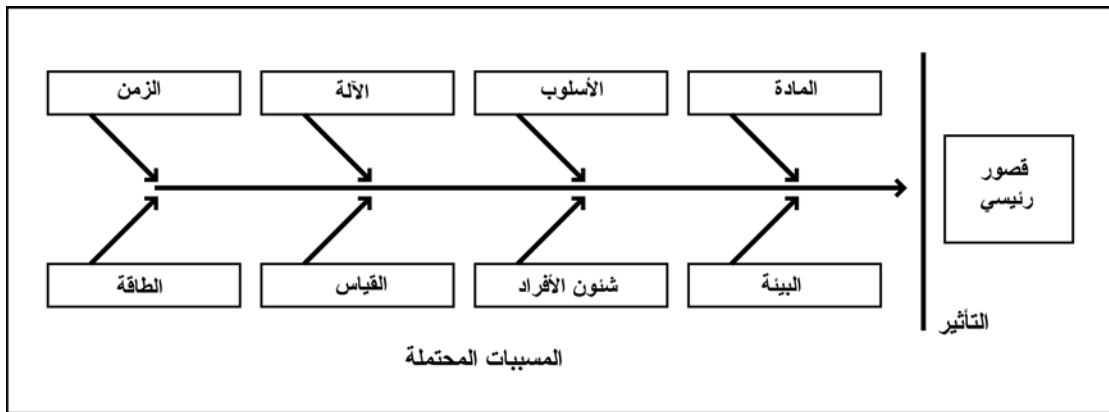 المادة
الأسلوب
الآلة
الزمن
قصور
رئيسي
البيئة
شئون الأفراد
القياس
الطاقة
التأثير
المسببات المحتملة